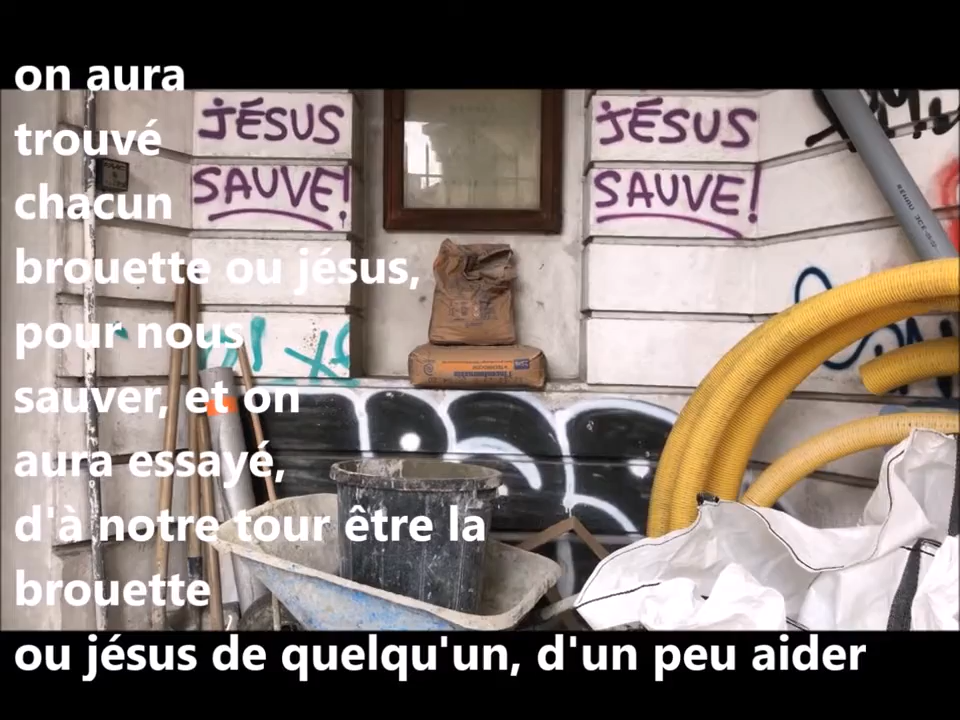 on aura
trouvé
chacun
brouette ou jésus,
pour nous
sauver, et on
aura essayé,
d'à notre tour être la
brouette
ou jésus de quelqu'un, d'un peu aider
JÉSUS
SAUVE!
JÉSUS
SAUVE!